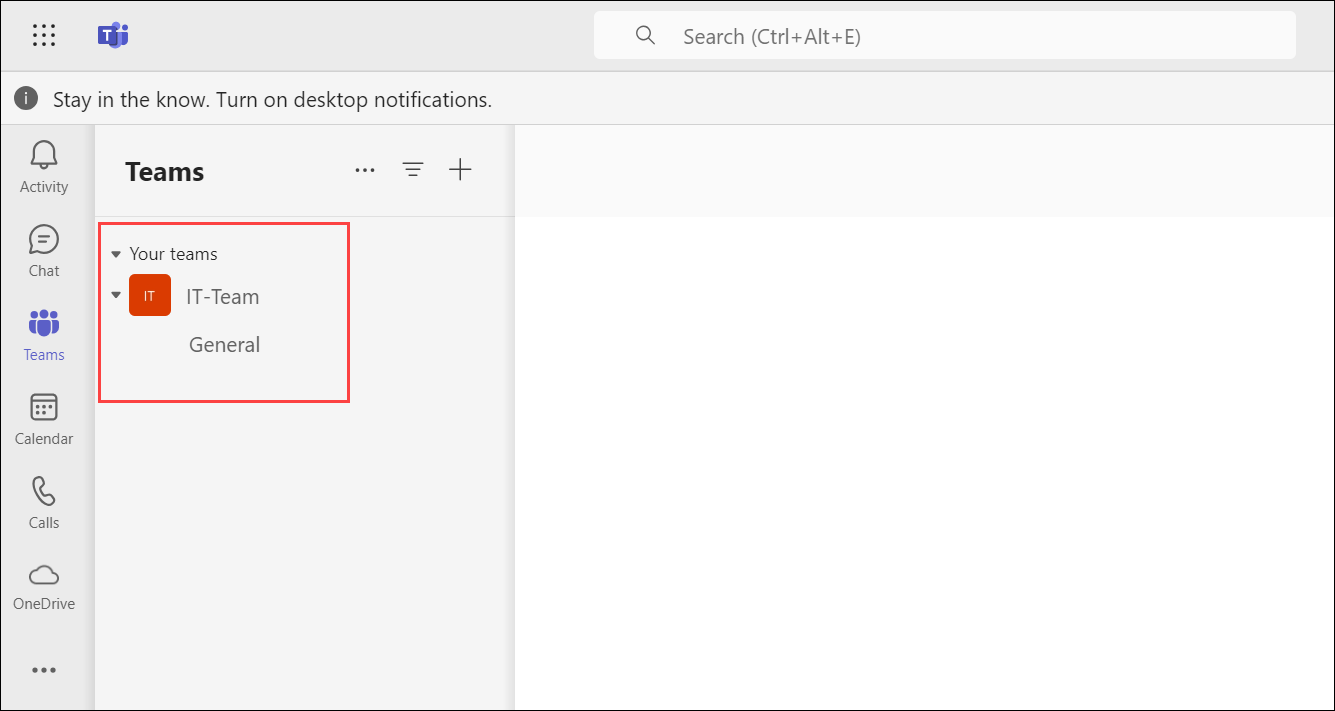 T
Search (Ctrl+Alt+E)
Stay in the know. Turn on desktop notifications.
Activity
Chat
Teams
Calendar
Calls
OneDrive
Teams
Your teams
IT IT-Team
General